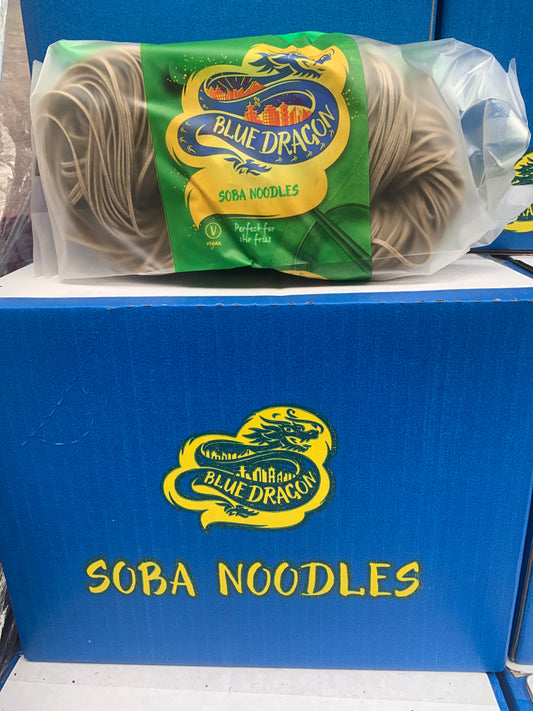 BLUE DRAGON
SOBA NOODLES
V
vegan
Perfect for
stir fries
BLUE DRAGON
SOBA NOODLES